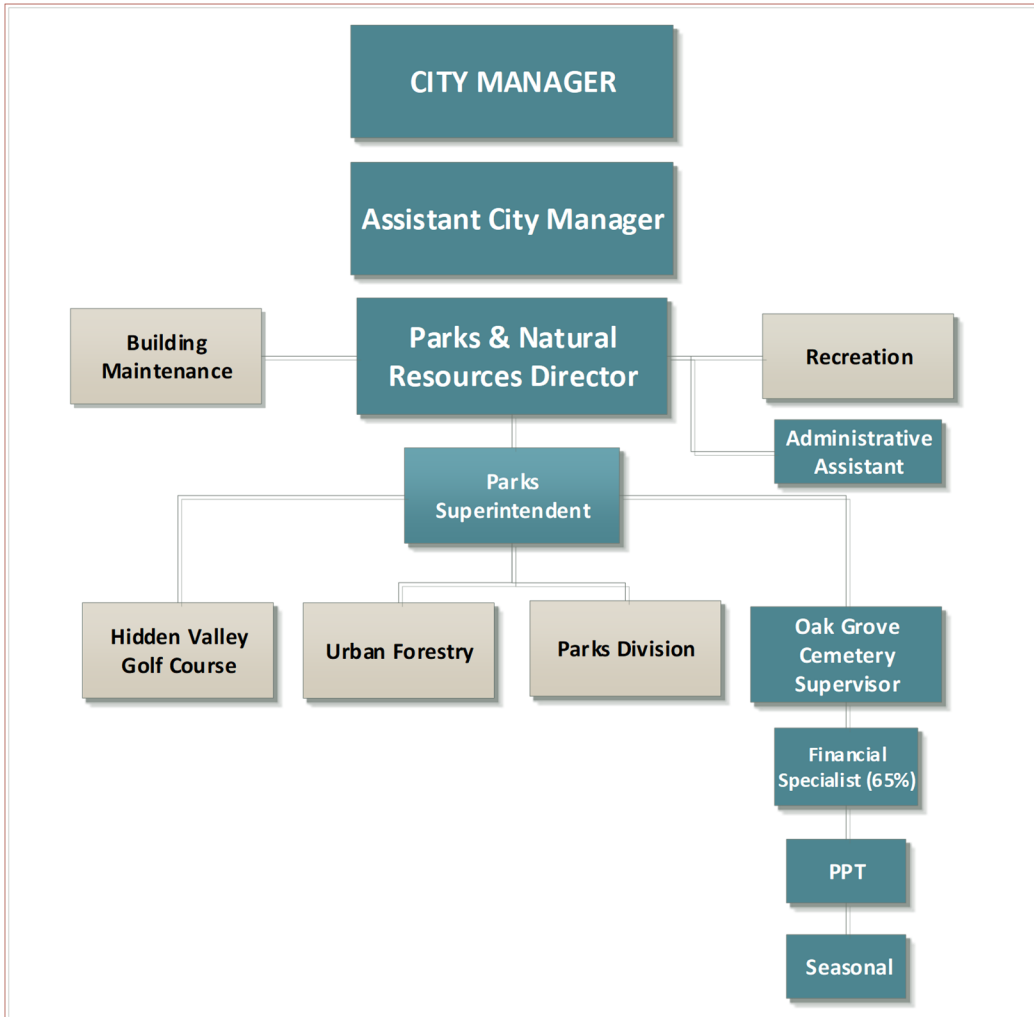 CITY MANAGER
Assistant City Manager
Building
Maintenance
Parks & Natural
Resources Director
Recreation
Administrative
Assistant
Parks
Superintendent
Hidden Valley
Golf Course
Urban Forestry
Parks Division
Oak Grove
Cemetery
Supervisor
Financial
Specialist (65%)
PPT
Seasonal